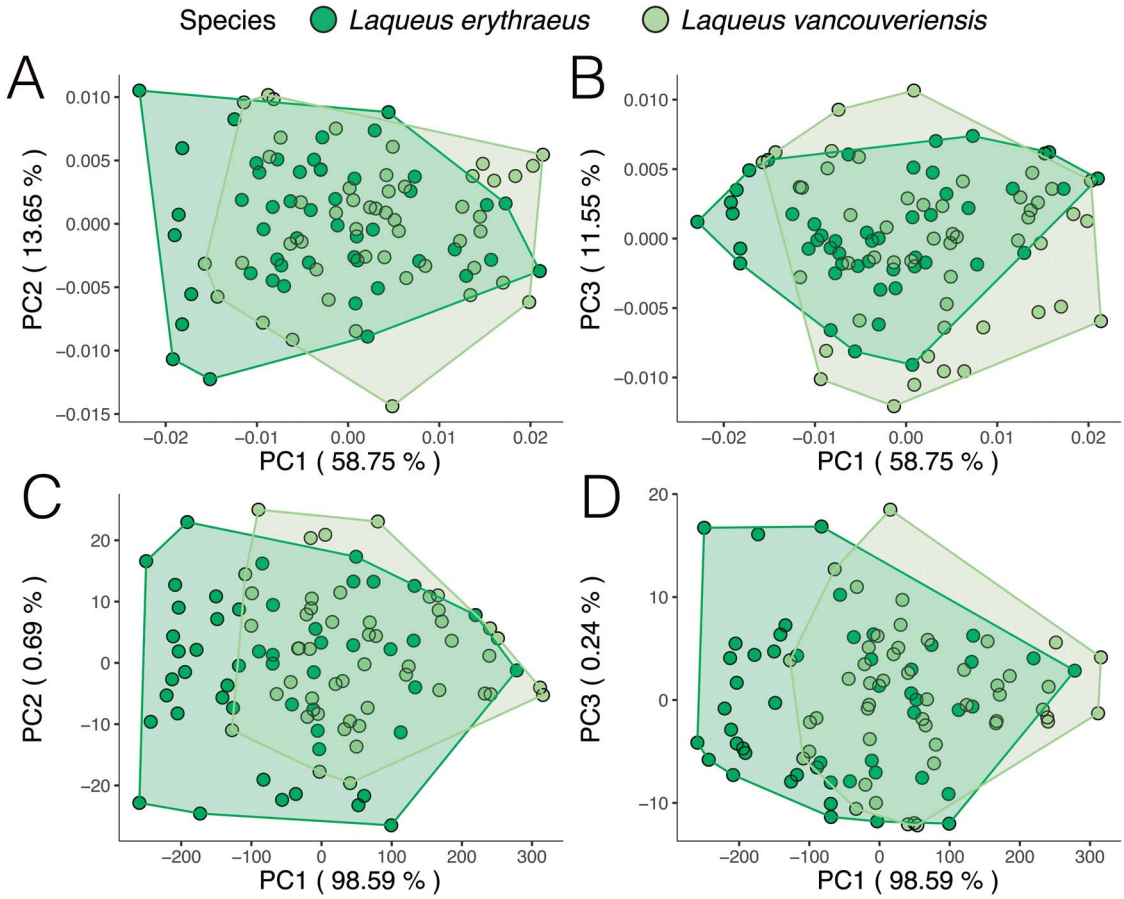 Species Laqueus erythraeus Laqueus vancouveriensis
A
B
0.010
0.005
0.000
−0.005
−0.010
−0.015
PC2 ( 13.65 %)
−0.02 −0.01 0.00 0.01 0.02
PC1 ( 58.75 %)
0.010
0.005
0.000
−0.005
−0.010
PC3 ( 11.55 %)
−0.02 −0.01 0.00 0.01 0.02
PC1 ( 58.75 %)
C
D
20
10
0
−10
−20
PC2 ( 0.69 %)
−200 −100 0 100 200 300
PC1 ( 98.59 %)
20
10
0
−10
PC3 ( 0.24 %)
−200 −100 0 100 200 300
PC1 ( 98.59 %)